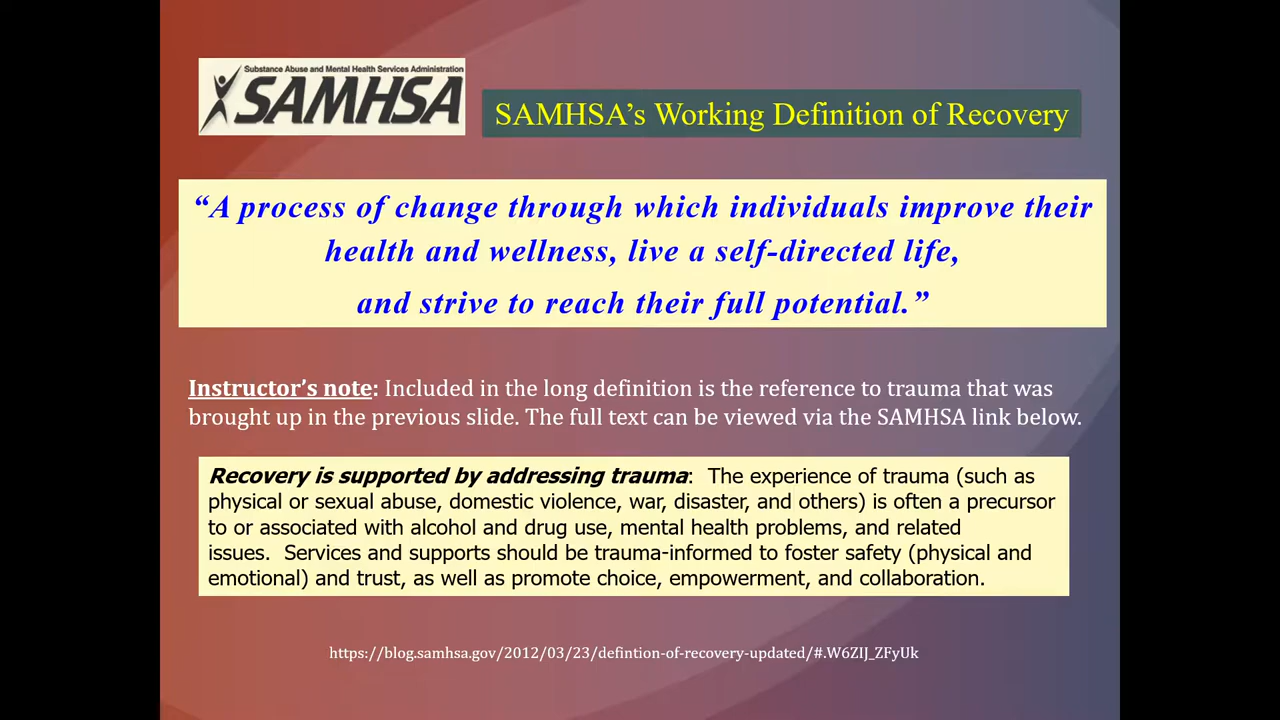 Substance Abuse and Mental Health Services Administration
SAMHSA
SAMHSA’s Working Definition of Recovery
“A process of change through which individuals improve their
health and wellness, live a self-directed life,
and strive to reach their full potential.”
Instructor’s note: Included in the long definition is the reference to trauma that was
brought up in the previous slide. The full text can be viewed via the SAMHSA link below.
Recovery is supported by addressing trauma:  The experience of trauma (such as
physical or sexual abuse, domestic violence, war, disaster, and others) is often a precursor
to or associated with alcohol and drug use, mental health problems, and related
issues.  Services and supports should be trauma-informed to foster safety (physical and
emotional) and trust, as well as promote choice, empowerment, and collaboration.
https://blog.samhsa.gov/2012/03/23/defintion-of-recovery-updated/#.W6ZIJ_ZFyUk